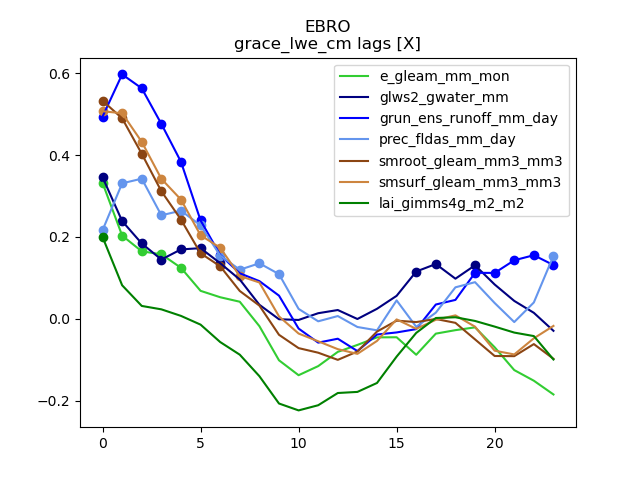 EBRO
grace_lwe_cm lags [X]
e_gleam_mm_mon
glws2_gwater_mm
grun_ens_runoff_mm_day
prec_fldas_mm_day
smroot_gleam_mm3_mm3
smsurf_gleam_mm3_mm3
lai_gimms4g_m2_m2
0.6
0.4
0.2
0.0
−0.2
0 5 10 15 20